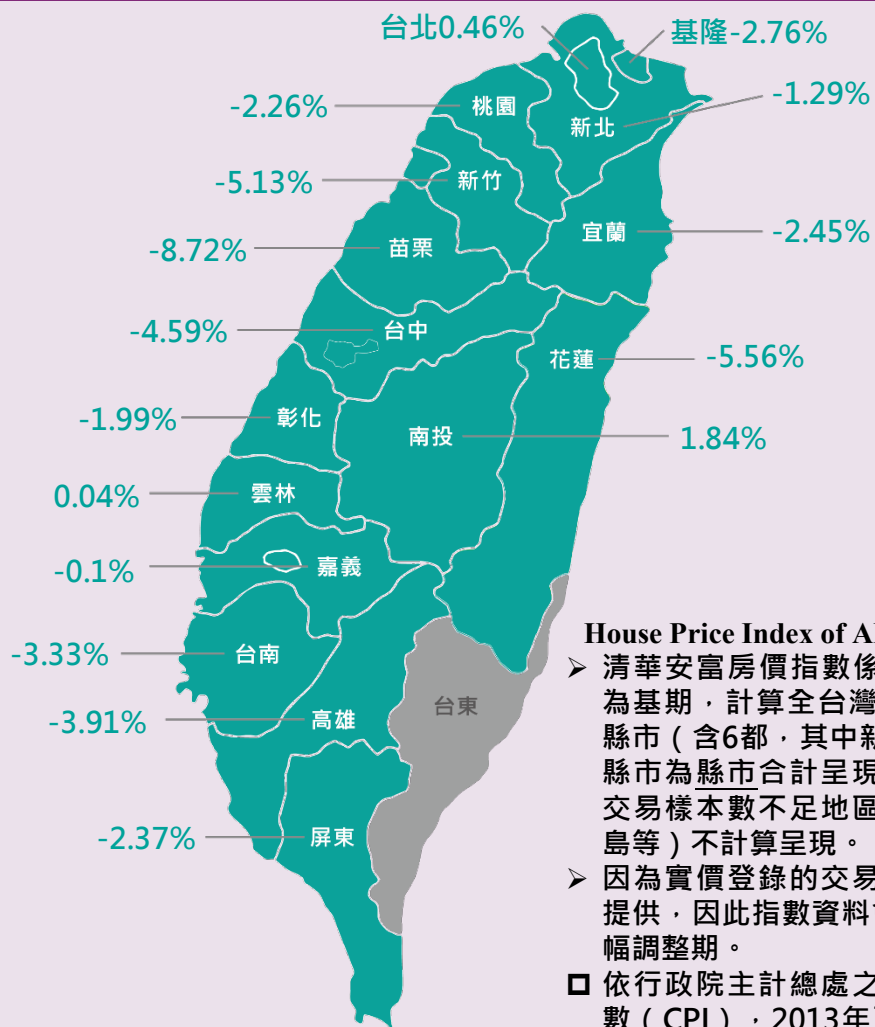 台北0.46%
基隆-2.76%
-2.26%
桃園
-1.29%
新北
-5.13%
新竹
宜蘭
-2.45%
-8.72%
苗栗
-4.59%
台中
花蓮
-5.56%
-1.99%
彰化
南投
1.84%
0.04%
雲林
-0.1%
嘉義
-3.33%
台南
-3.91%
高雄
台東
-2.37%
屏東
House Price Index of
➢ 清華安富房價指數係
為基期，計算全台灣
縣市（含6都，其中新
縣市為縣市合計呈現
交易樣本數不足地區
島等）不計算呈現。
➢ 因為實價登錄的交易
提供，因此指數資料
幅調整期。
□ 依行政院主計總處之
數（CPI），2013年